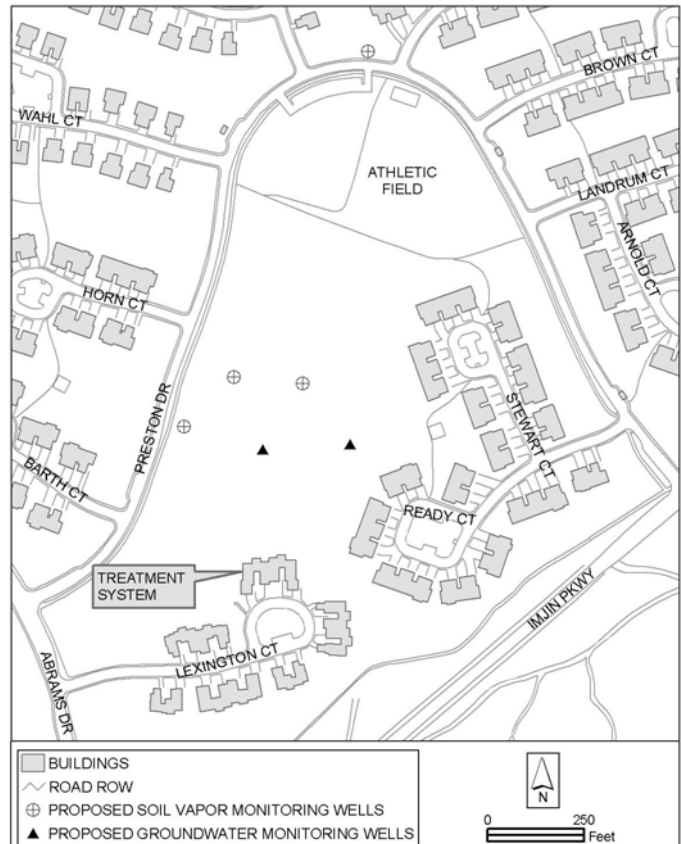 BROWN CT
WAHL CT
ATHLETIC
FIELD
LANDRUM CT
ARNOLD CT
HORN CT
PRESTON DR
STEWART CT
BARTH CT
READY CT
TREATMENT
SYSTEM
IMJIN PKWY
LEXINGTON CT
ABRAMS DR
BUILDINGS
ROAD ROW
PROPOSED SOIL VAPOR MONITORING WELLS
PROPOSED GROUNDWATER MONITORING WELLS
N
0 250
Feet